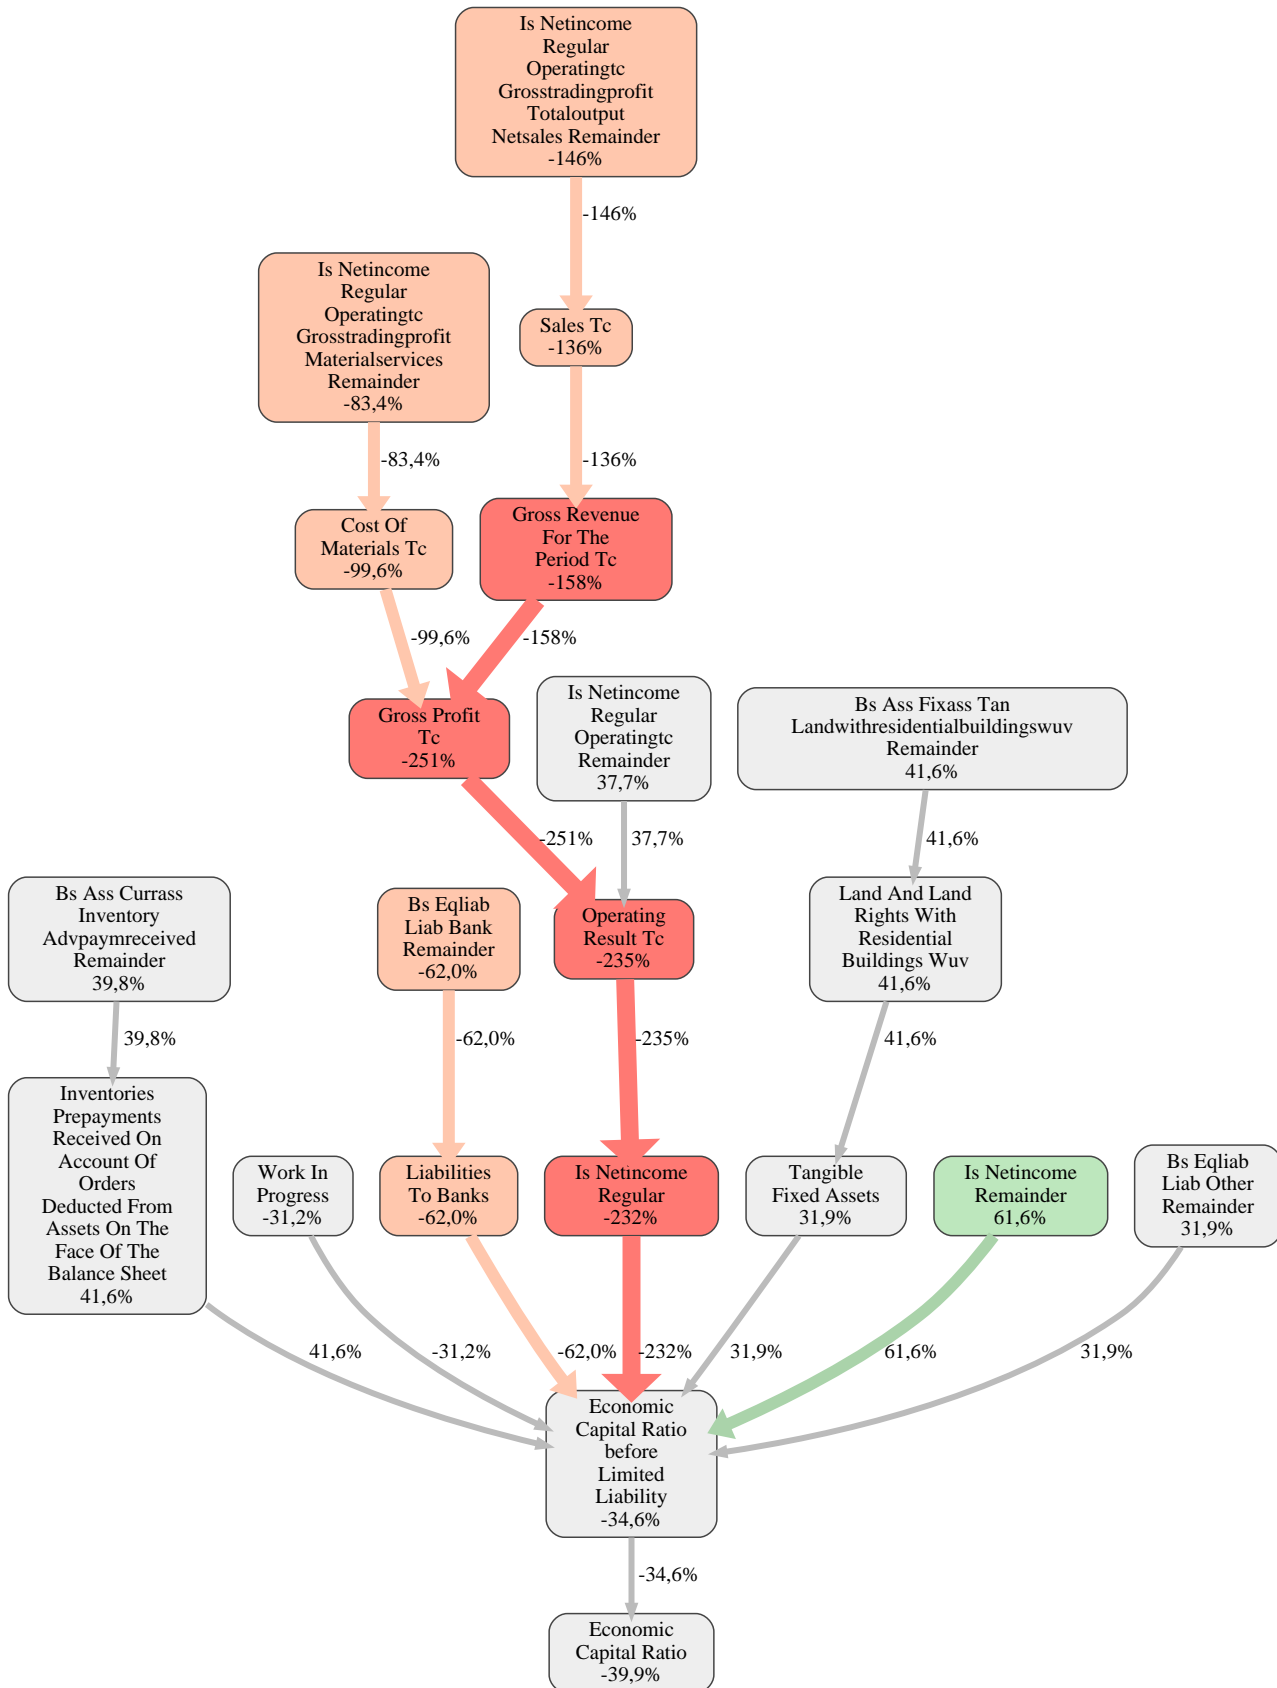 Is Netincome
Regular
Operatingtc
Grosstradingprofit
Totaloutput
Netsales Remainder
-146%
-146%
Is Netincome
Regular
Operatingtc
Grosstradingprofit
Materialservices
Remainder
-83,4%
Sales Tc
-136%
-83,4%
-136%
Cost Of
Materials Tc
-99,6%
Gross Revenue
For The
Period Tc
-158%
-99,6%
-158%
Gross Profit
Tc
-251%
Is Netincome
Regular
Operatingtc
Remainder
37,7%
Bs Ass Fixass Tan
Landwithresidentialbuildingswuv
Remainder
41,6%
-251%
37,7%
41,6%
Bs Ass Currass
Inventory
Advpaymreceived
Remainder
39,8%
Bs Eqliab
Liab Bank
Remainder
-62,0%
Operating
Result Tc
-235%
Land And Land
Rights With
Residential
Buildings Wuv
41,6%
39,8%
-62,0%
-235%
41,6%
Inventories
Prepayments
Received On
Account Of
Orders
Deducted From
Assets On The
Face Of The
Balance Sheet
41,6%
Work In
Progress
-31,2%
Liabilities
To Banks
-62,0%
Is Netincome
Regular
-232%
Tangible
Fixed Assets
31,9%
Is Netincome
Remainder
61,6%
Bs Eqliab
Liab Other
Remainder
31,9%
41,6%
-31,2%
-62,0%
-232%
31,9%
61,6%
31,9%
Economic
Capital Ratio
before
Limited
Liability
-34,6%
-34,6%
Economic
Capital Ratio
-39,9%